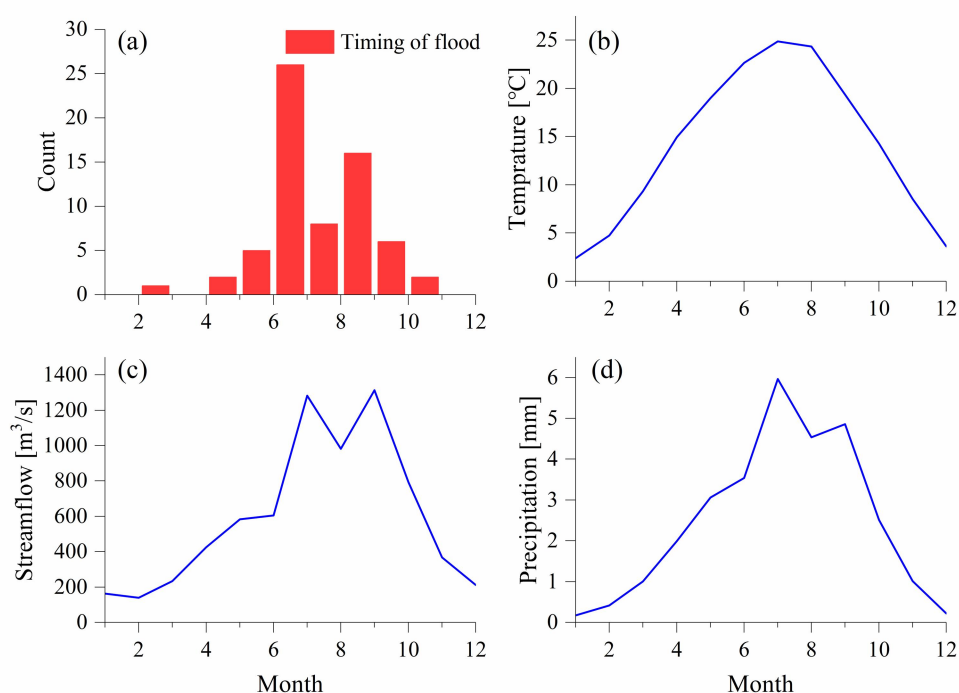 (a)
Timing of flood
30
25
20
15
10
5
0
Count
2 4 6 8 10 12
(b)
25
20
15
10
5
0
Temprature [°C]
2 4 6 8 10 12
(c)
1400
1200
1000
800
600
400
200
0
Streamflow [m³/s]
2 4 6 8 10 12
Month
(d)
6
5
4
3
2
1
0
Precipitation [mm]
2 4 6 8 10 12
Month